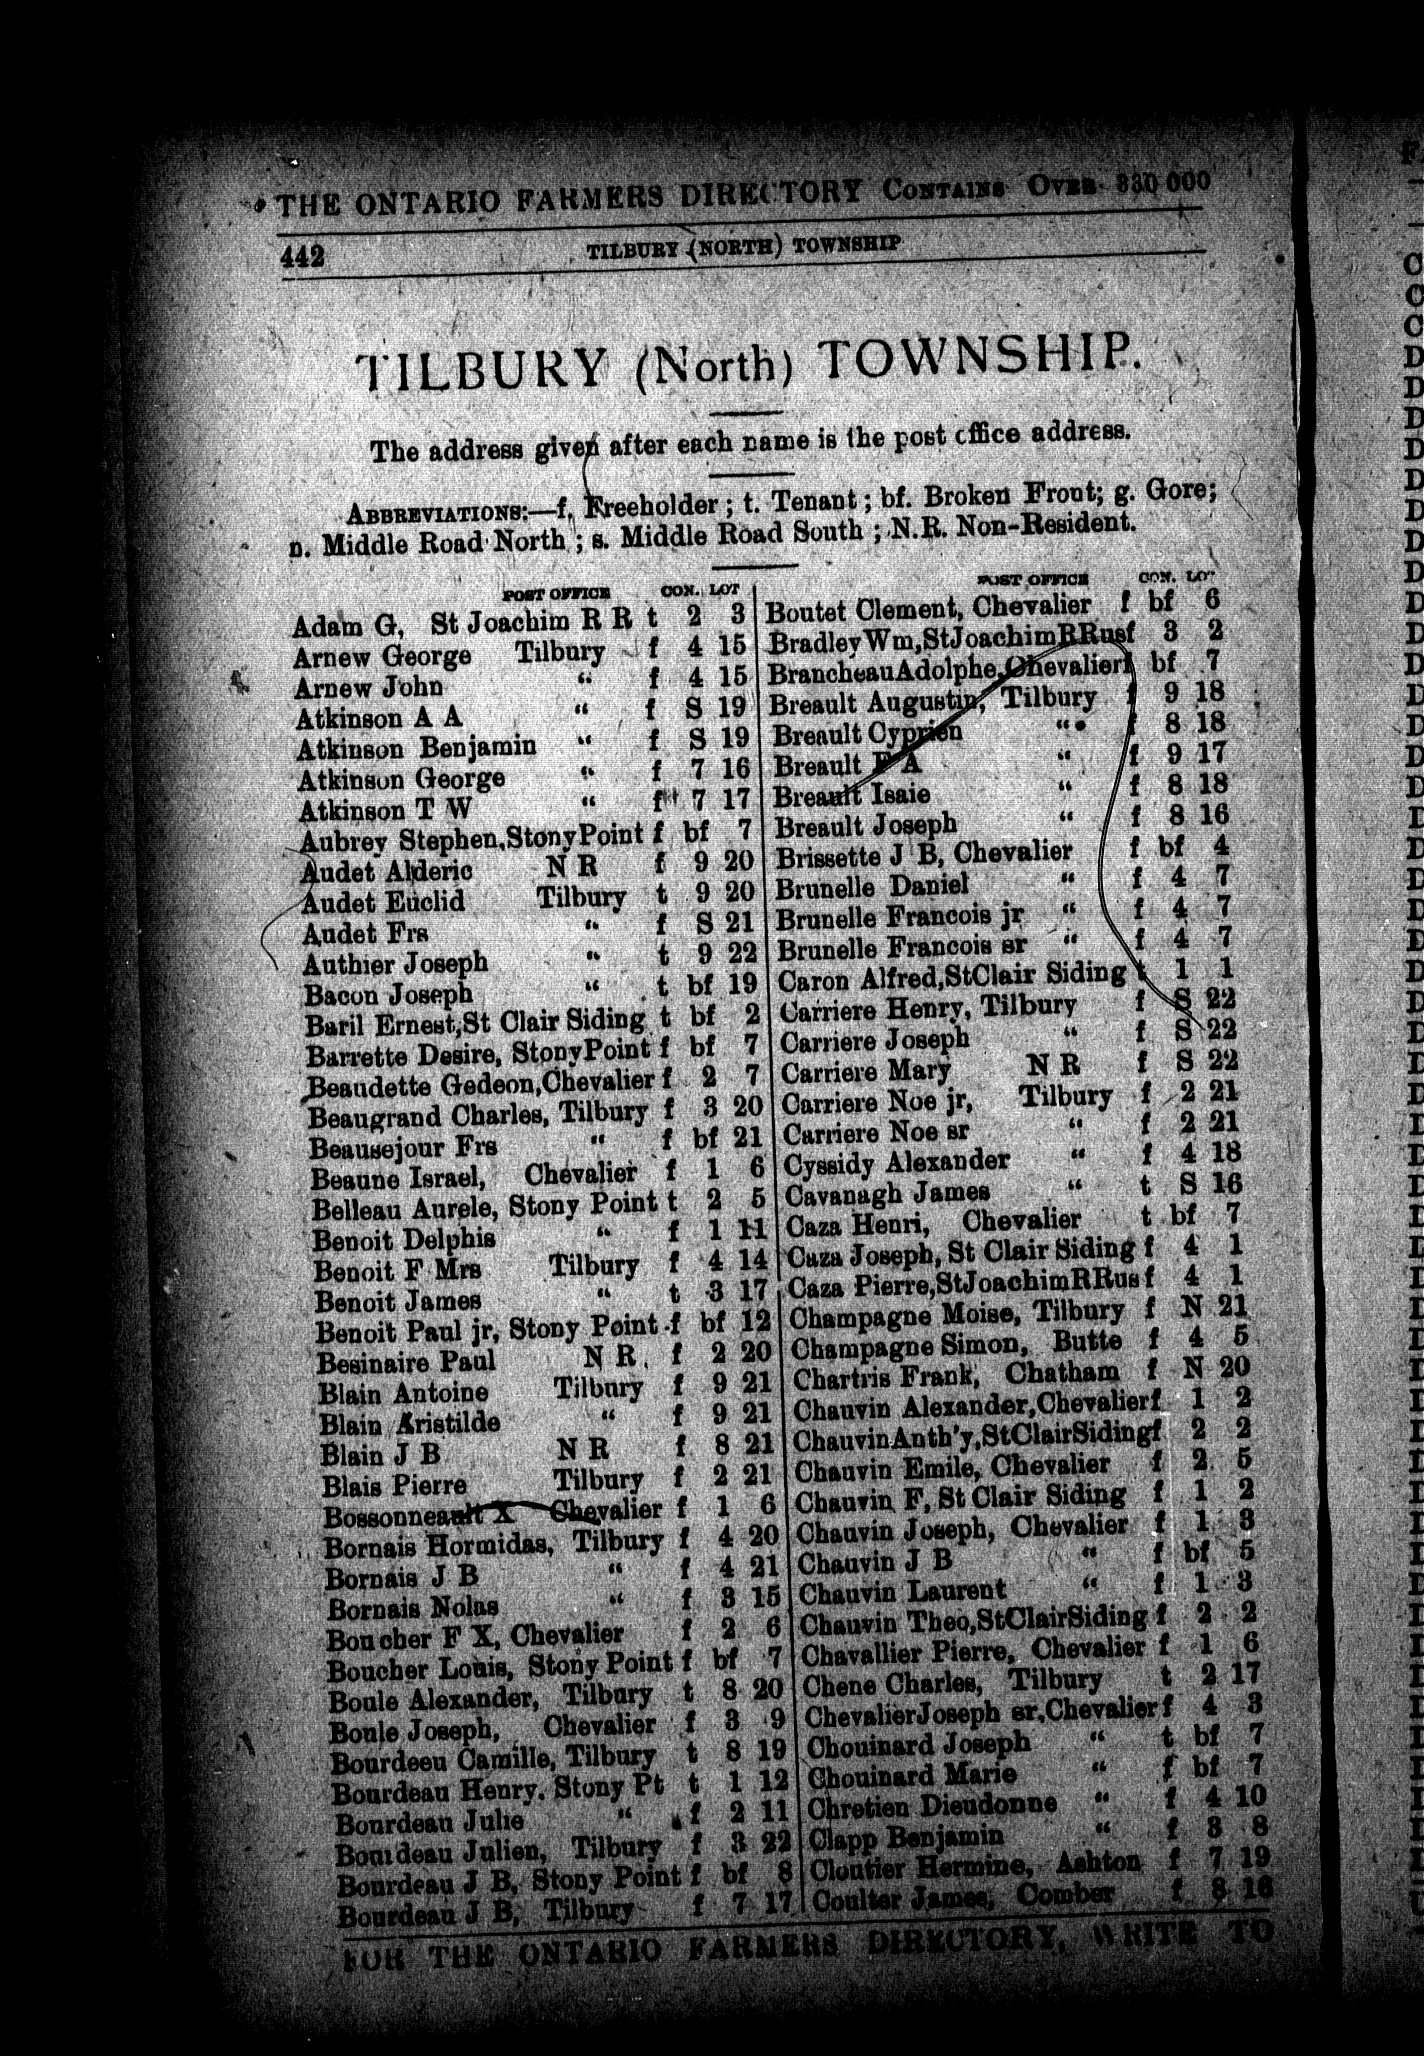 THE ONTARIO FARMERS DIRECTORY CONTAINS OVER 830 000
442 TILBURY (NORTH) TOWNSHIP
TILBURY (North) TOWNSHIP.
The address given after each name is the post office address.
ABBREVIATIONS:—f. Freeholder; t. Tenant; bf. Broken Front; g. Gore;
n. Middle Road North; s. Middle Road South; N.R. Non-Resident.
POST OFFICE CON. LOT
Adam G, St Joachim R R t 2 3
Arnew George Tilbury f 4 15
Arnew John “ f 4 15
Atkinson A A “ f S 19
Atkinson Benjamin “ f S 19
Atkinson George “ f 7 16
Atkinson T W “ f 7 17
Aubrey Stephen, Stony Point f bf 7
Audet Alderic N R f 9 20
Audet Euclid Tilbury t 9 20
Audet Frs “ f S 21
Authier Joseph “ t 9 22
Bacon Joseph “ t bf 19
Baril Ernest, St Clair Siding t bf 2
Barrette Desire, Stony Point f bf 7
Beaudette Gedeon, Chevalier f 2 7
Beaugrand Charles, Tilbury f 3 20
Beausejour Frs “ f bf 21
Beaune Israel, Chevalier f 1 6
Belleau Aurele, Stony Point t 2 5
Benoit Delphis “ f 1 11
Benoit F Mrs Tilbury f 4 14
Benoit James “ t 3 17
Benoit Paul jr, Stony Point f bf 12
Besinaire Paul N R f 2 20
Blain Antoine Tilbury f 9 21
Blain Aristilde “ f 9 21
Blain J B N R f 8 21
Blais Pierre Tilbury f 2 21
Bossonneault X Chevalier f 1 6
Bornais Hormidas, Tilbury f 4 20
Bornais J B “ f 4 21
Bornais Nolas “ f 3 15
Boucher F X, Chevalier f 2 6
Boucher Louis, Stony Point f bf 7
Boule Alexander, Tilbury t 8 20
Boule Joseph, Chevalier f 3 9
Bourdeeu Camille, Tilbury t 8 19
Bourdeau Henry, Stony Pt t 1 12
Bourdeau Julie “ f 2 11
Bourdeau Julien, Tilbury f 3 22
Bourdeau J B, Stony Point f bf 8
Bourdeau J B, Tilbury f 7 17
POST OFFICE CON. LOT
Boutet Clement, Chevalier f bf 6
Bradley Wm, StJoachimRRus f 3 2
Brancheau Adolphe, Chevalier f bf 7
Breault Augustin, Tilbury f 9 18
Breault Cyprien “ f 8 18
Breault F A “ f 9 17
Breault Isaie “ f 8 18
Breault Joseph “ f 8 16
Brissette J B, Chevalier f bf 4
Brunelle Daniel “ f 4 7
Brunelle Francois jr “ f 4 7
Brunelle Francois sr “ f 4 7
Caron Alfred, StClair Siding t 1 1
Carriere Henry, Tilbury f S 22
Carriere Joseph “ f S 22
Carriere Mary N R f S 22
Carriere Noe jr, Tilbury f 2 21
Carriere Noe sr “ f 2 21
Cyssidy Alexander “ f 4 18
Cavanagh James “ t S 16
Caza Henri, Chevalier t bf 7
Caza Joseph, St Clair Siding f 4 1
Caza Pierre, StJoachimRRus f 4 1
Champagne Moise, Tilbury f N 21
Champagne Simon, Butte f 4 5
Chartris Frank, Chatham f N 20
Chauvin Alexander, Chevalier f 1 2
Chauvin Anth'y, StClairSiding f 2 2
Chauvin Emile, Chevalier f 2 5
Chauvin F, St Clair Siding f 1 2
Chauvin Joseph, Chevalier f 1 3
Chauvin J B “ f bf 5
Chauvin Laurent “ f 1 3
Chauvin Theo, StClairSiding f 2 2
Chavallier Pierre, Chevalier f 1 6
Chene Charles, Tilbury t 2 17
Chevalier Joseph sr, Chevalier f 4 3
Chouinard Joseph “ t bf 7
Chouinard Marie “ f bf 7
Chretien Dieudonne “ f 4 10
Clapp Benjamin “ f 3 8
Cloutier Hermine, Ashton f 7 19
Coulter James, Comber f 8 16
FOR THE ONTARIO FARMERS DIRECTORY, WRITE TO